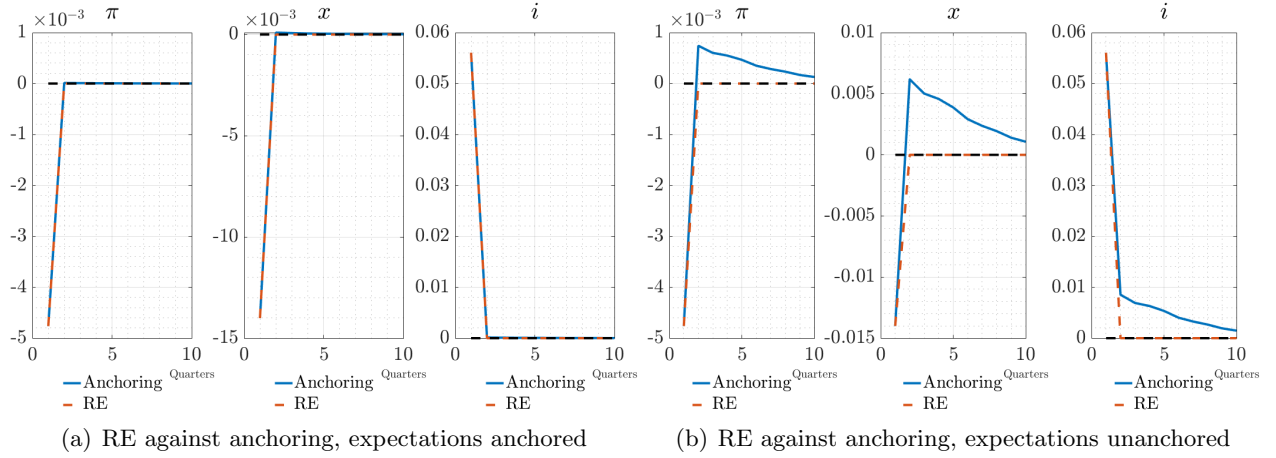 ×10⁻³
π
1
0
-1
-2
-3
-4
-5
0
5
10
Anchoring
RE
×10⁻³
x
0
-5
-10
-15
0
5
10
Quarters
Anchoring
RE
i
0.06
0.05
0.04
0.03
0.02
0.01
0
0
5
10
Quarters
Anchoring
RE
(a) RE against anchoring, expectations anchored
×10⁻³
π
1
0
1
-1
-2
-3
-4
-5
0
5
10
Quarters
Anchoring
RE
x
0.01
0.005
0
-0.005
-0.01
-0.015
0
5
10
Anchoring
RE
i
0.06
0.05
0.04
0.03
0.02
0.01
0
0
5
10
Quarters
Anchoring
RE
(b) RE against anchoring, expectations unanchored